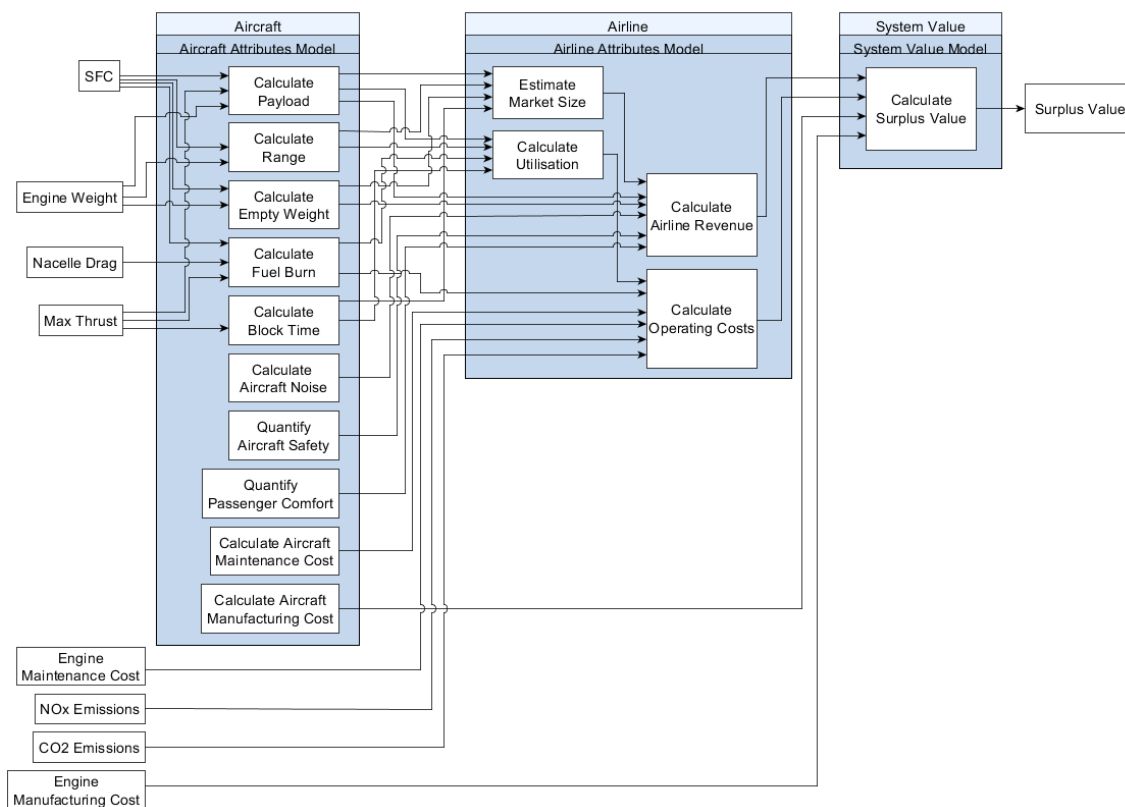 Aircraft
Airline
System Value
Aircraft Attributes Model
Airline Attributes Model
System Value Model
SFC
Engine Weight
Nacelle Drag
Max Thrust
Calculate
Payload
Calculate
Range
Calculate
Empty Weight
Calculate
Fuel Burn
Calculate
Block Time
Calculate
Aircraft Noise
Quantify
Aircraft Safety
Quantify
Passenger Comfort
Calculate Aircraft
Maintenance Cost
Calculate Aircraft
Manufacturing Cost
Estimate
Market Size
Calculate
Utilisation
Calculate
Airline Revenue
Calculate
Operating Costs
Calculate
Surplus Value
Surplus Value
Engine
Maintenance Cost
NOx Emissions
CO2 Emissions
Engine
Manufacturing Cost